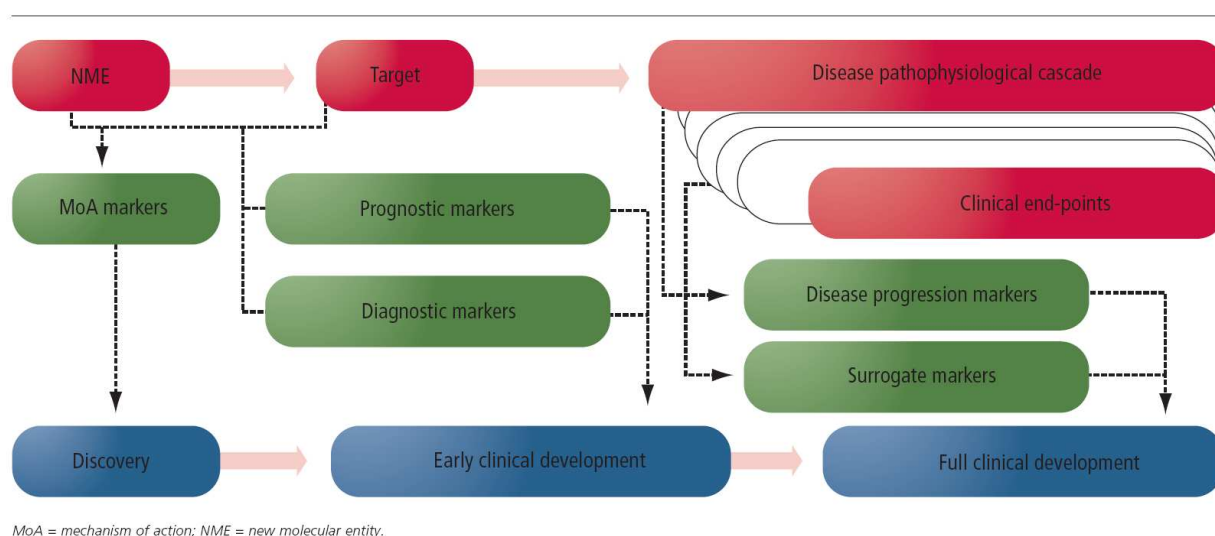 NME
Target
Disease pathophysiological cascade
MoA markers
Prognostic markers
Clinical end-points
Diagnostic markers
Disease progression markers
Surrogate markers
Discovery
Early clinical development
Full clinical development
MoA = mechanism of action; NME = new molecular entity.